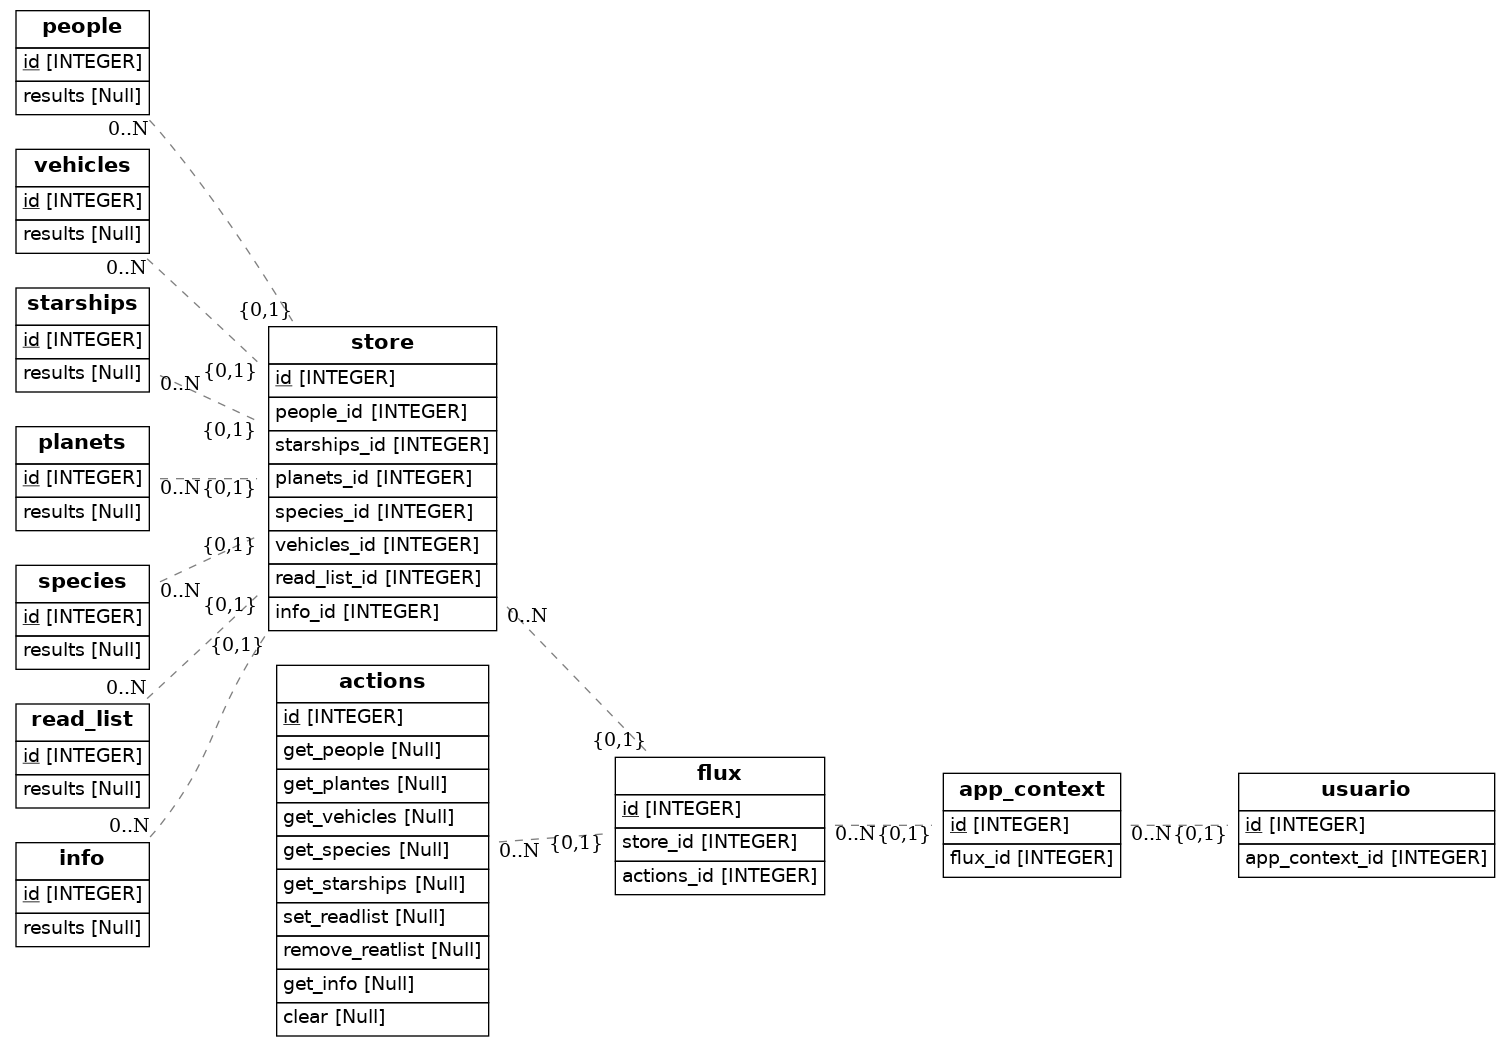 people
id [INTEGER]
results [Null]
0..N
vehicles
id [INTEGER]
results [Null]
0..N
starships
id [INTEGER]
results [Null]
0..N
planets
id [INTEGER]
results [Null]
0..N
species
id [INTEGER]
results [Null]
0..N
read_list
id [INTEGER]
results [Null]
0..N
info
id [INTEGER]
results [Null]
0..N
{0,1}
{0,1}
{0,1}
{0,1}
{0,1}
{0,1}
{0,1}
store
id [INTEGER]
people_id [INTEGER]
starships_id [INTEGER]
planets_id [INTEGER]
species_id [INTEGER]
vehicles_id [INTEGER]
read_list_id [INTEGER]
info_id [INTEGER]
0..N
{0,1}
actions
id [INTEGER]
get_people [Null]
get_plantes [Null]
get_vehicles [Null]
get_species [Null]
get_starships [Null]
set_readlist [Null]
remove_reatlist [Null]
get_info [Null]
clear [Null]
0..N
{0,1}
flux
id [INTEGER]
store_id [INTEGER]
actions_id [INTEGER]
0..N
{0,1}
app_context
id [INTEGER]
flux_id [INTEGER]
0..N
{0,1}
usuario
id [INTEGER]
app_context_id [INTEGER]